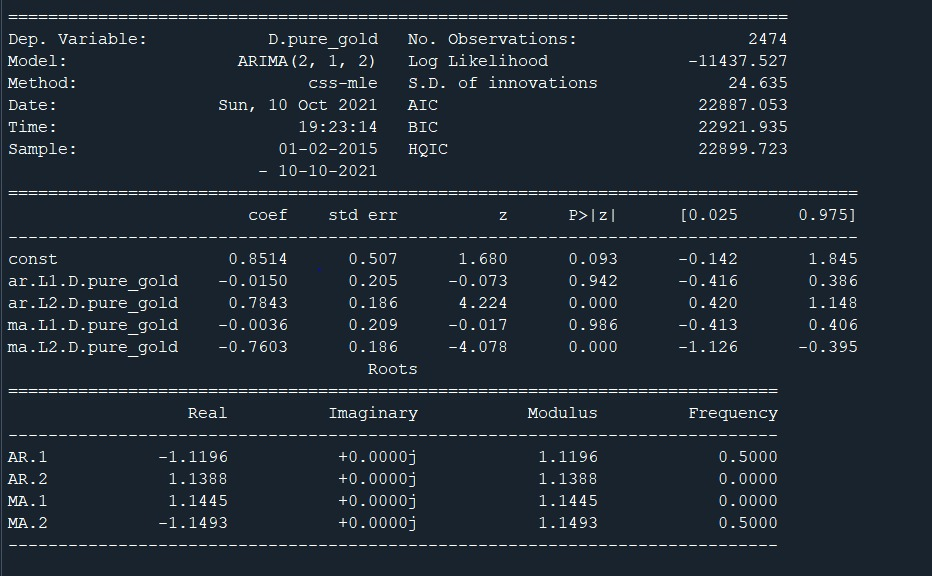 ==============================================================================
Dep. Variable:            D.pure_gold   No. Observations:                 2474
Model:                 ARIMA(2, 1, 2)   Log Likelihood              -11437.527
Method:                       css-mle   S.D. of innovations             24.635
Date:                Sun, 10 Oct 2021   AIC                          22887.053
Time:                        19:23:14   BIC                          22921.935
Sample:                    01-02-2015   HQIC                         22899.723
                         - 10-10-2021
=====================================================================================
                        coef    std err          z      P>|z|      [0.025      0.975]
-------------------------------------------------------------------------------------
const                 0.8514      0.507      1.680      0.093      -0.142       1.845
ar.L1.D.pure_gold    -0.0150      0.205     -0.073      0.942      -0.416       0.386
ar.L2.D.pure_gold     0.7843      0.186      4.224      0.000       0.420       1.148
ma.L1.D.pure_gold    -0.0036      0.209     -0.017      0.986      -0.413       0.406
ma.L2.D.pure_gold    -0.7603      0.186     -4.078      0.000      -1.126      -0.395
                                    Roots
=============================================================================
                  Real          Imaginary           Modulus         Frequency
-----------------------------------------------------------------------------
AR.1           -1.1196           +0.0000j            1.1196            0.5000
AR.2            1.1388           +0.0000j            1.1388            0.0000
MA.1            1.1445           +0.0000j            1.1445            0.0000
MA.2           -1.1493           +0.0000j            1.1493            0.5000
-----------------------------------------------------------------------------